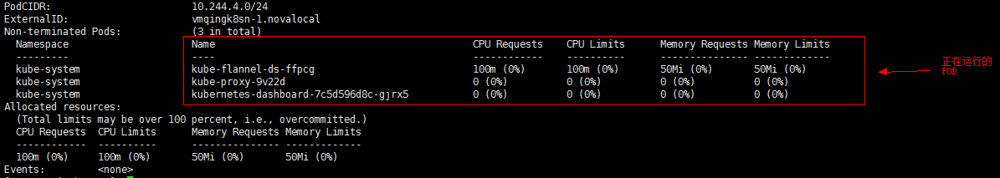 PodCIDR: 10.244.4.0/24
ExternalID: vmqingk8sn-1.novalocal
Non-terminated Pods: (3 in total)
Namespace Name CPU Requests CPU Limits Memory Requests Memory Limits
--------- ---- ------------ ---------- --------------- -------------
kube-system kube-flannel-ds-ffpcg 100m (0%) 100m (0%) 50Mi (0%) 50Mi (0%)
kube-system kube-proxy-9v22d 0 (0%) 0 (0%) 0 (0%) 0 (0%)
kube-system kubernetes-dashboard-7c5d596d8c-gjrx5 0 (0%) 0 (0%) 0 (0%) 0 (0%)
正在运行的
POD
Allocated resources:
(Total limits may be over 100 percent, i.e., overcommitted.)
CPU Requests CPU Limits Memory Requests Memory Limits
------------ ---------- --------------- -------------
100m (0%) 100m (0%) 50Mi (0%) 50Mi (0%)
Events: <none>